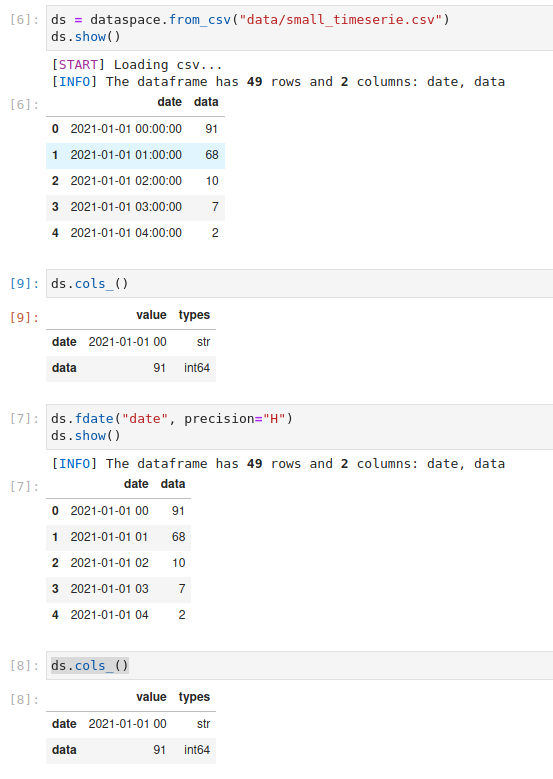 [6]: ds = dataspace.from_csv("data/small_timeserie.csv")
ds.show()
[START] Loading csv...
[INFO] The dataframe has 49 rows and 2 columns: date, data
[6]: date data
0 2021-01-01 00:00:00 91
1 2021-01-01 01:00:00 68
2 2021-01-01 02:00:00 10
3 2021-01-01 03:00:00 7
4 2021-01-01 04:00:00 2
[9]: ds.cols_()
[9]: value types
date 2021-01-01 00 str
data 91 int64
[7]: ds.fdate("date", precision="H")
ds.show()
[INFO] The dataframe has 49 rows and 2 columns: date, data
[7]: date data
0 2021-01-01 00 91
1 2021-01-01 01 68
2 2021-01-01 02 10
3 2021-01-01 03 7
4 2021-01-01 04 2
[8]: ds.cols_()
[8]: value types
date 2021-01-01 00 str
data 91 int64